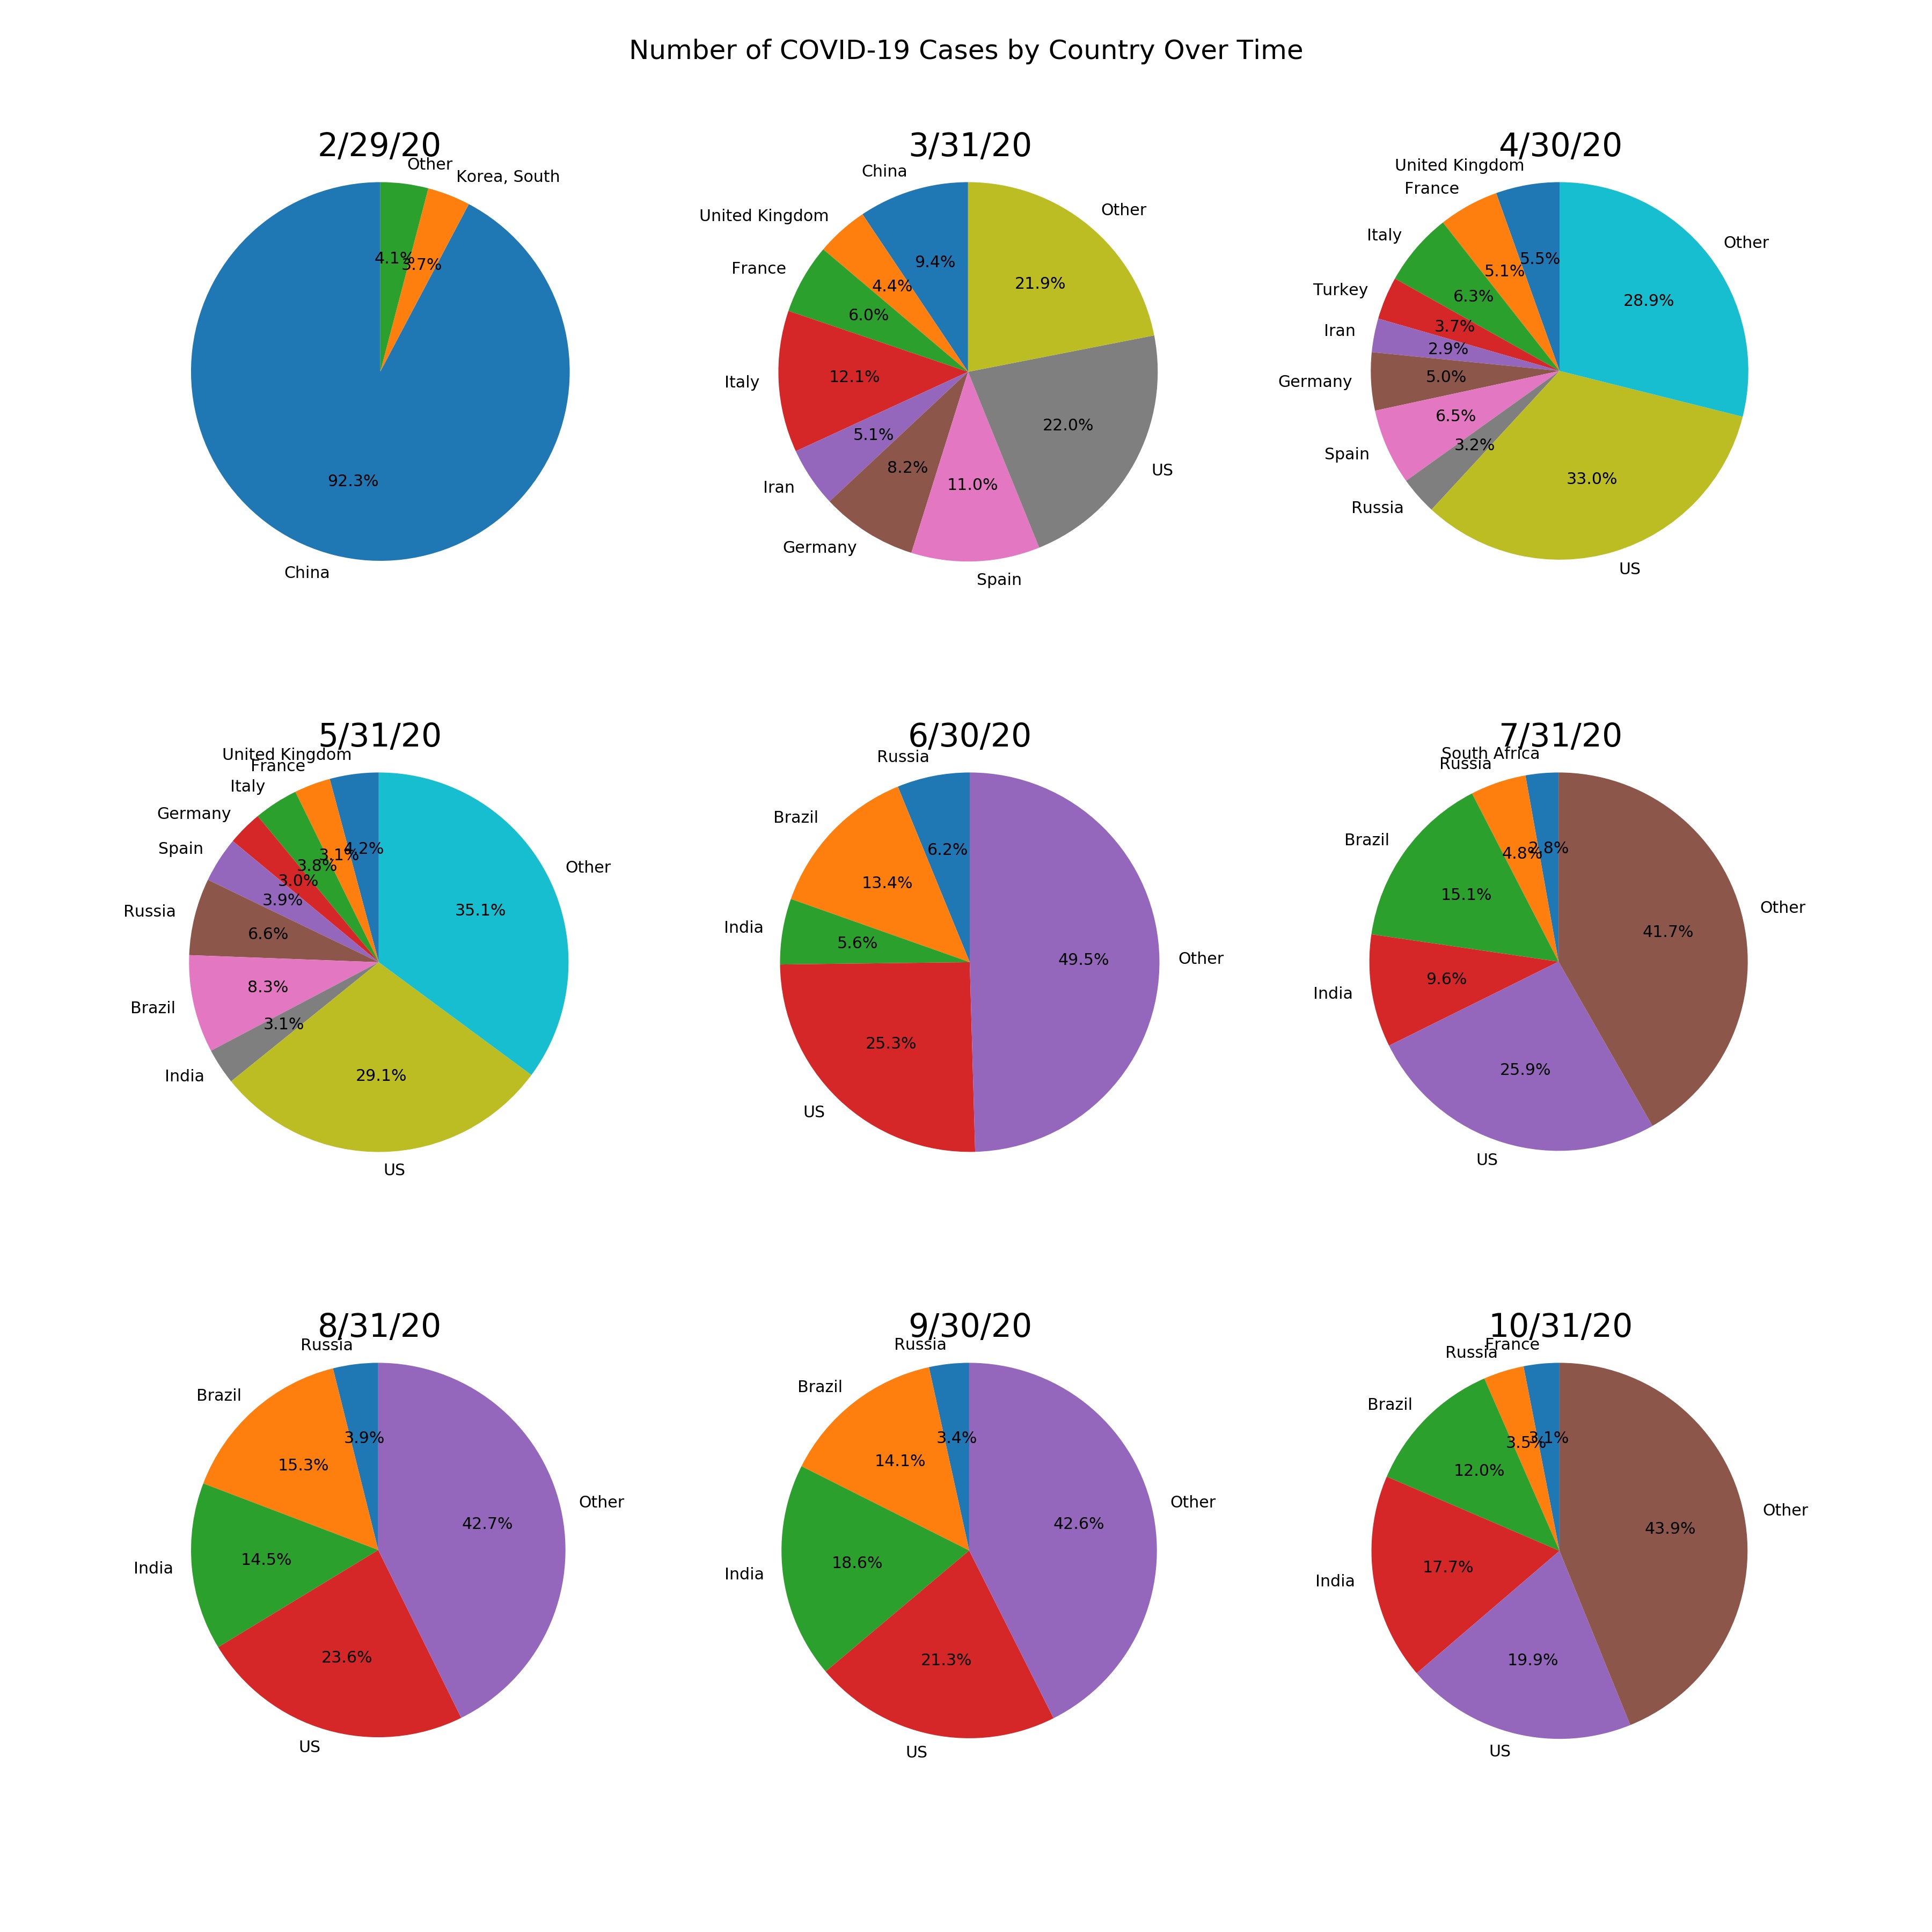 Number of COVID-19 Cases by Country Over Time
2/29/20
Other
Korea, South
4.1%
3.7%
92.3%
China
3/31/20
China
United Kingdom
Other
France
9.4%
4.4%
21.9%
6.0%
Italy
12.1%
22.0%
5.1%
8.2%
US
Iran
11.0%
Germany
Spain
4/30/20
United Kingdom
France
Italy
Other
5.5%
5.1%
Turkey
6.3%
28.9%
Iran
3.7%
2.9%
Germany
5.0%
6.5%
3.2%
Spain
33.0%
Russia
US
5/31/20
United Kingdom
France
Italy
Germany
Spain
4.2%
3.1%
3.8%
Other
3.0%
3.9%
Russia
35.1%
6.6%
8.3%
Brazil
3.1%
India
29.1%
US
6/30/20
Russia
Brazil
6.2%
13.4%
India
5.6%
49.5%
Other
25.3%
US
7/31/20
South Africa
Russia
Brazil
2.8%
4.8%
15.1%
Other
41.7%
India
9.6%
25.9%
US
8/31/20
Russia
Brazil
3.9%
15.3%
Other
42.7%
India
14.5%
23.6%
US
9/30/20
Russia
Brazil
3.4%
14.1%
Other
42.6%
India
18.6%
21.3%
US
10/31/20
France
Russia
Brazil
3.1%
3.5%
12.0%
Other
43.9%
India
17.7%
19.9%
US